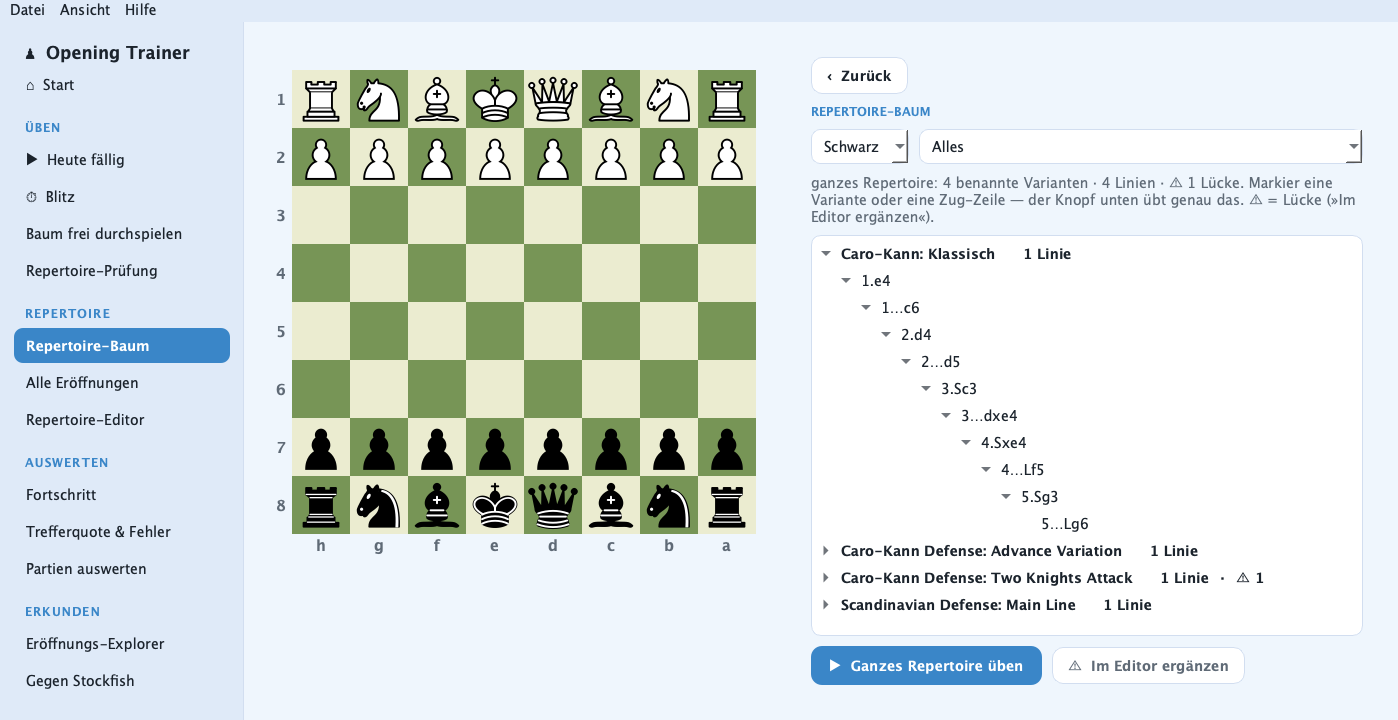 Datei Ansicht Hilfe
Opening Trainer
Start
ÜBEN
Heute fällig
Blitz
Baum frei durchspielen
Repertoire-Prüfung
REPERTOIRE
Repertoire-Baum
Alle Eröffnungen
Repertoire-Editor
AUSWERTEN
Fortschritt
Trefferquote & Fehler
Partien auswerten
ERKUNDEN
Eröffnungs-Explorer
Gegen Stockfish
1
2
3
4
5
6
7
8
h g f e d c b a
‹ Zurück
REPERTOIRE-BAUM
Schwarz Alles
ganzes Repertoire: 4 benannte Varianten · 4 Linien · ⚠ 1 Lücke. Markier eine
Variante oder eine Zug-Zeile — der Knopf unten übt genau das. ⚠ = Lücke (»Im
Editor ergänzen«).
Caro-Kann: Klassisch 1 Linie
1.e4
1…c6
2.d4
2…d5
3.Sc3
3…dxe4
4.Sxe4
4…Lf5
5.Sg3
5…Lg6
Caro-Kann Defense: Advance Variation 1 Linie
Caro-Kann Defense: Two Knights Attack 1 Linie · ⚠ 1
Scandinavian Defense: Main Line 1 Linie
▶ Ganzes Repertoire üben ⚠ Im Editor ergänzen